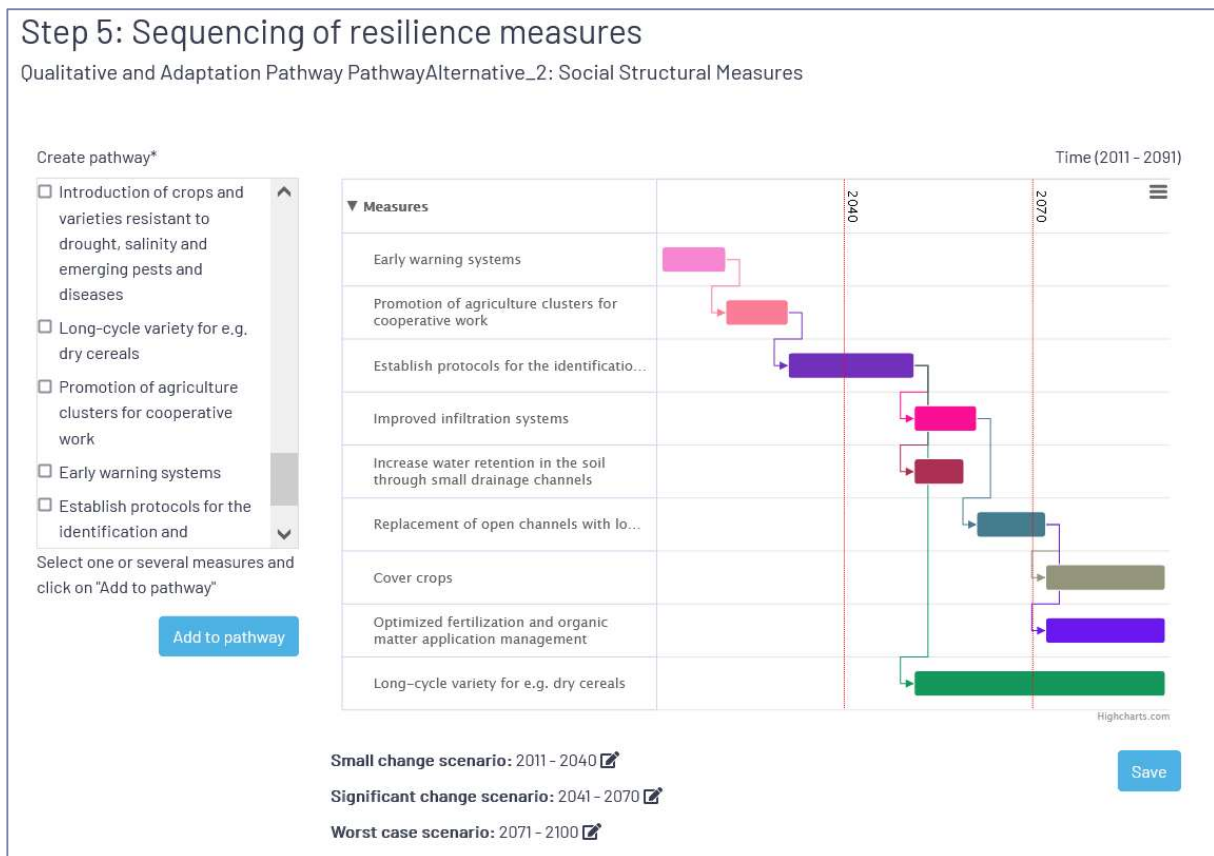 Step 5: Sequencing of resilience measures
Qualitative and Adaptation Pathway PathwayAlternative_2: Social Structural Measures
Create pathway*
Time (2011 - 2091)
Introduction of crops and
varieties resistant to
drought, salinity and
emerging pests and
diseases
Long-cycle variety for e.g.
dry cereals
Promotion of agriculture
clusters for cooperative
work
Early warning systems
Establish protocols for the
identification and
Select one or several measures and
click on "Add to pathway"
Add to pathway
▼ Measures
2040
2070
Early warning systems
Promotion of agriculture clusters for
cooperative work
Establish protocols for the identificatio...
Improved infiltration systems
Increase water retention in the soil
through small drainage channels
Replacement of open channels with lo...
Cover crops
Optimized fertilization and organic
matter application management
Long-cycle variety for e.g. dry cereals
Highcharts.com
Small change scenario: 2011 - 2040
Significant change scenario: 2041 - 2070
Worst case scenario: 2071 - 2100
Save